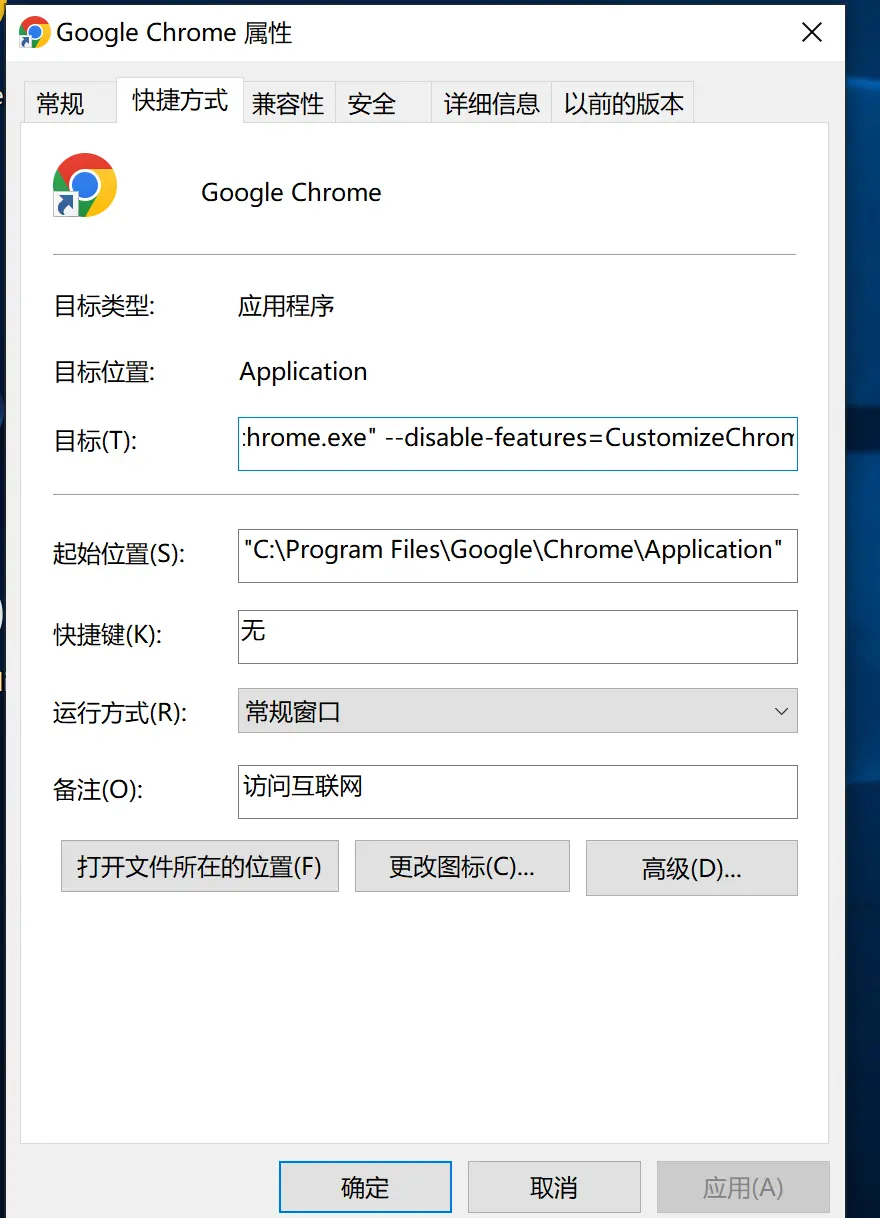 Google Chrome 属性
常规 快捷方式 兼容性 安全 详细信息 以前的版本
Google Chrome
目标类型: 应用程序
目标位置: Application
目标(T): :hrome.exe" --disable-features=CustomizeChrom
起始位置(S): "C:\Program Files\Google\Chrome\Application"
快捷键(K): 无
运行方式(R): 常规窗口
备注(O): 访问互联网
打开文件所在的位置(F) 更改图标(C)... 高级(D)...
确定 取消 应用(A)